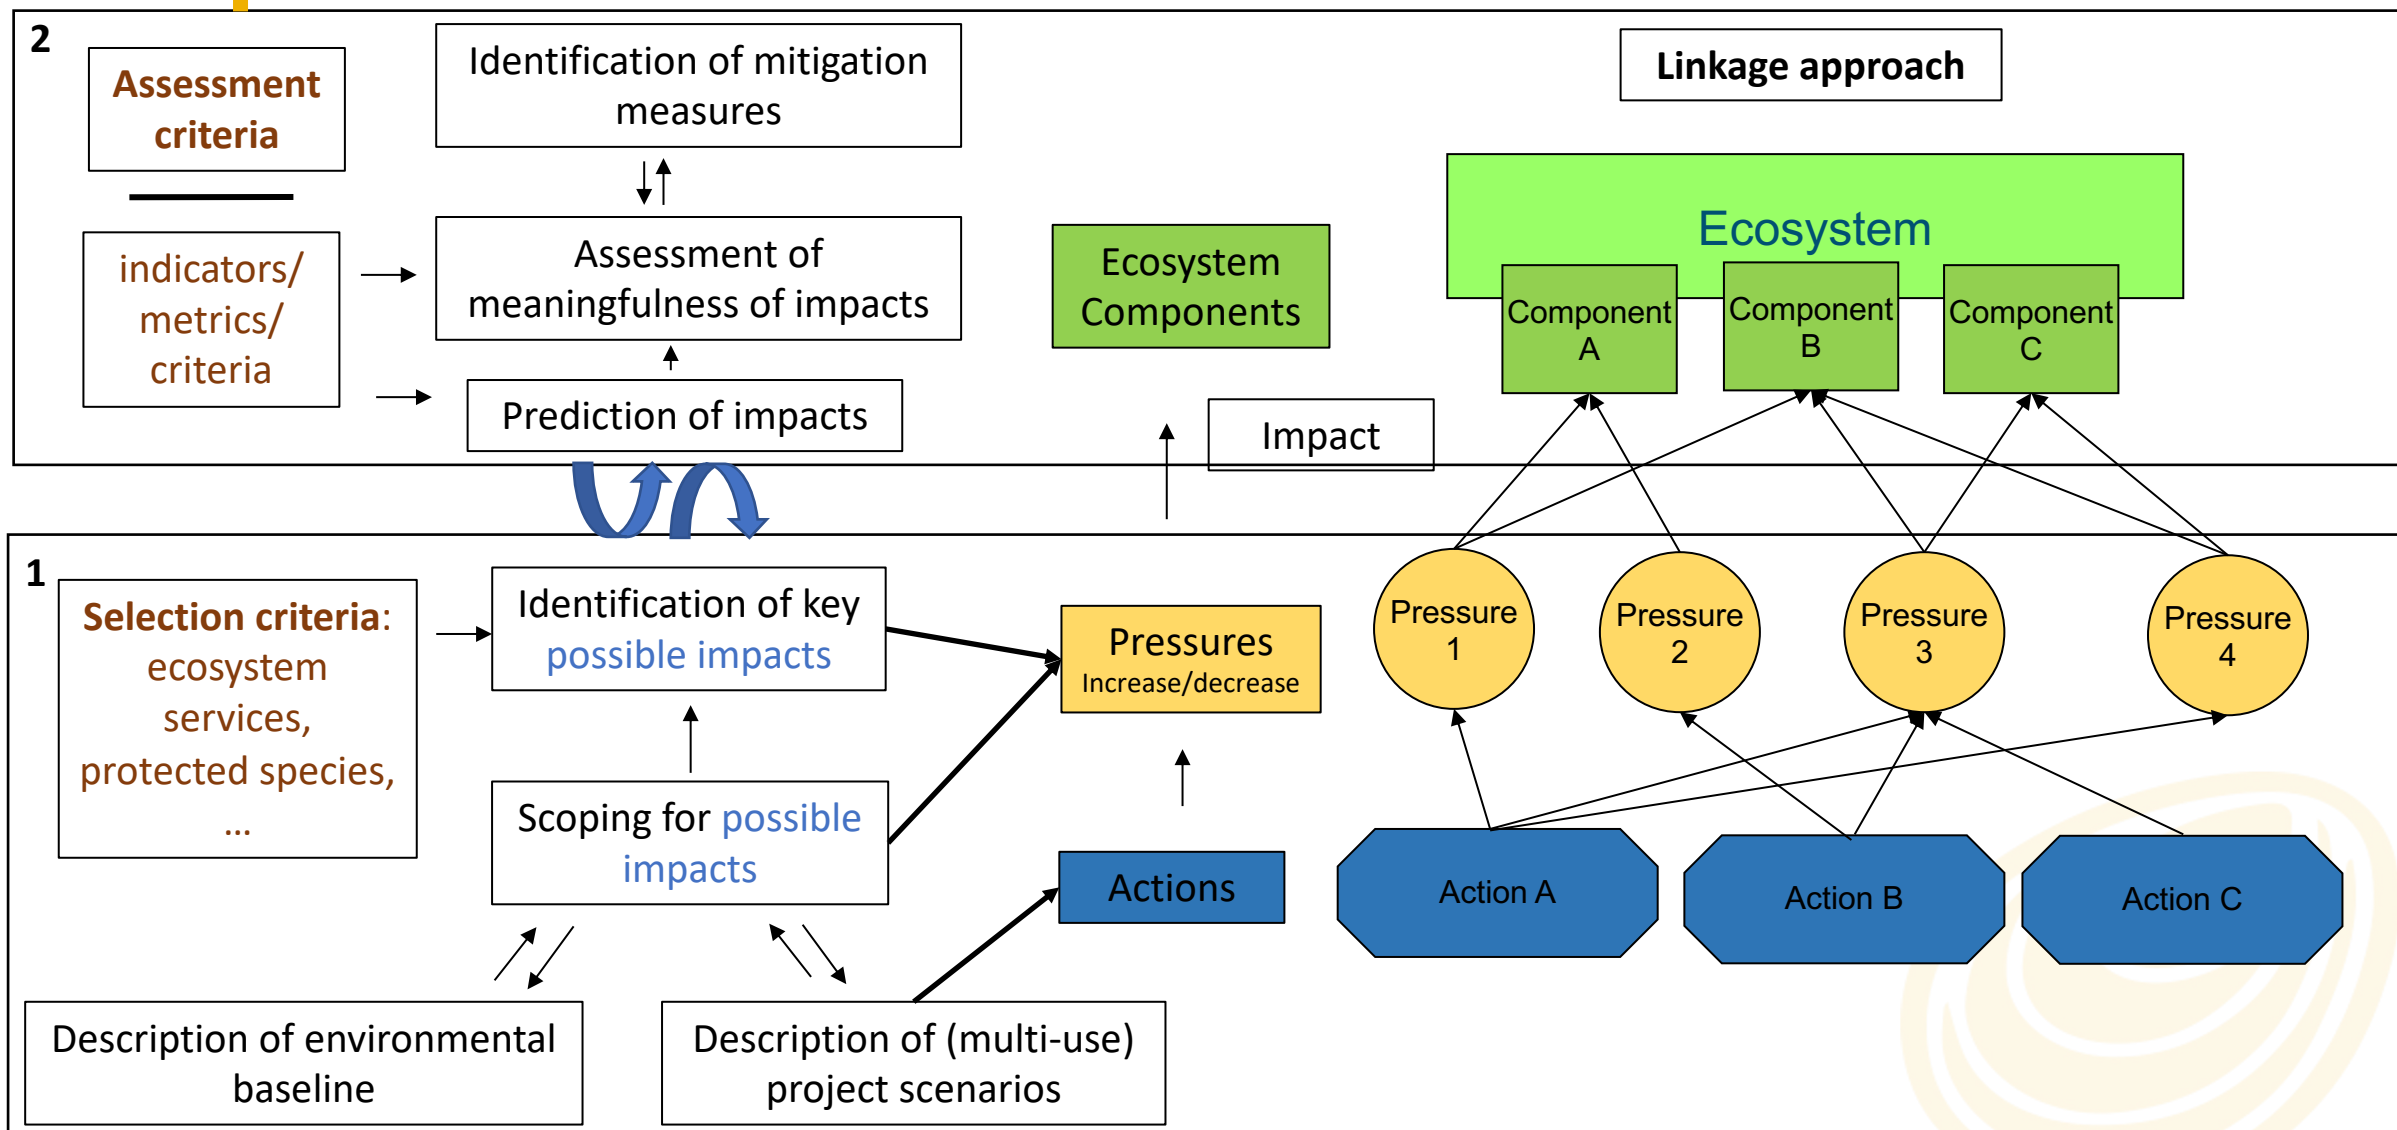 2
Assessment
criteria
indicators/
metrics/
criteria
Identification of mitigation
measures
Assessment of
meaningfulness of impacts
Prediction of impacts
Ecosystem
Components
Impact
Linkage approach
Ecosystem
Component
A
Component
B
Component
C
1
Selection criteria:
ecosystem
services,
protected species,
...
Identification of key
possible impacts
Scoping for possible
impacts
Description of environmental
baseline
Description of (multi-use)
project scenarios
Pressures
Increase/decrease
Actions
Pressure
1
Pressure
2
Pressure
3
Pressure
4
Action A
Action B
Action C